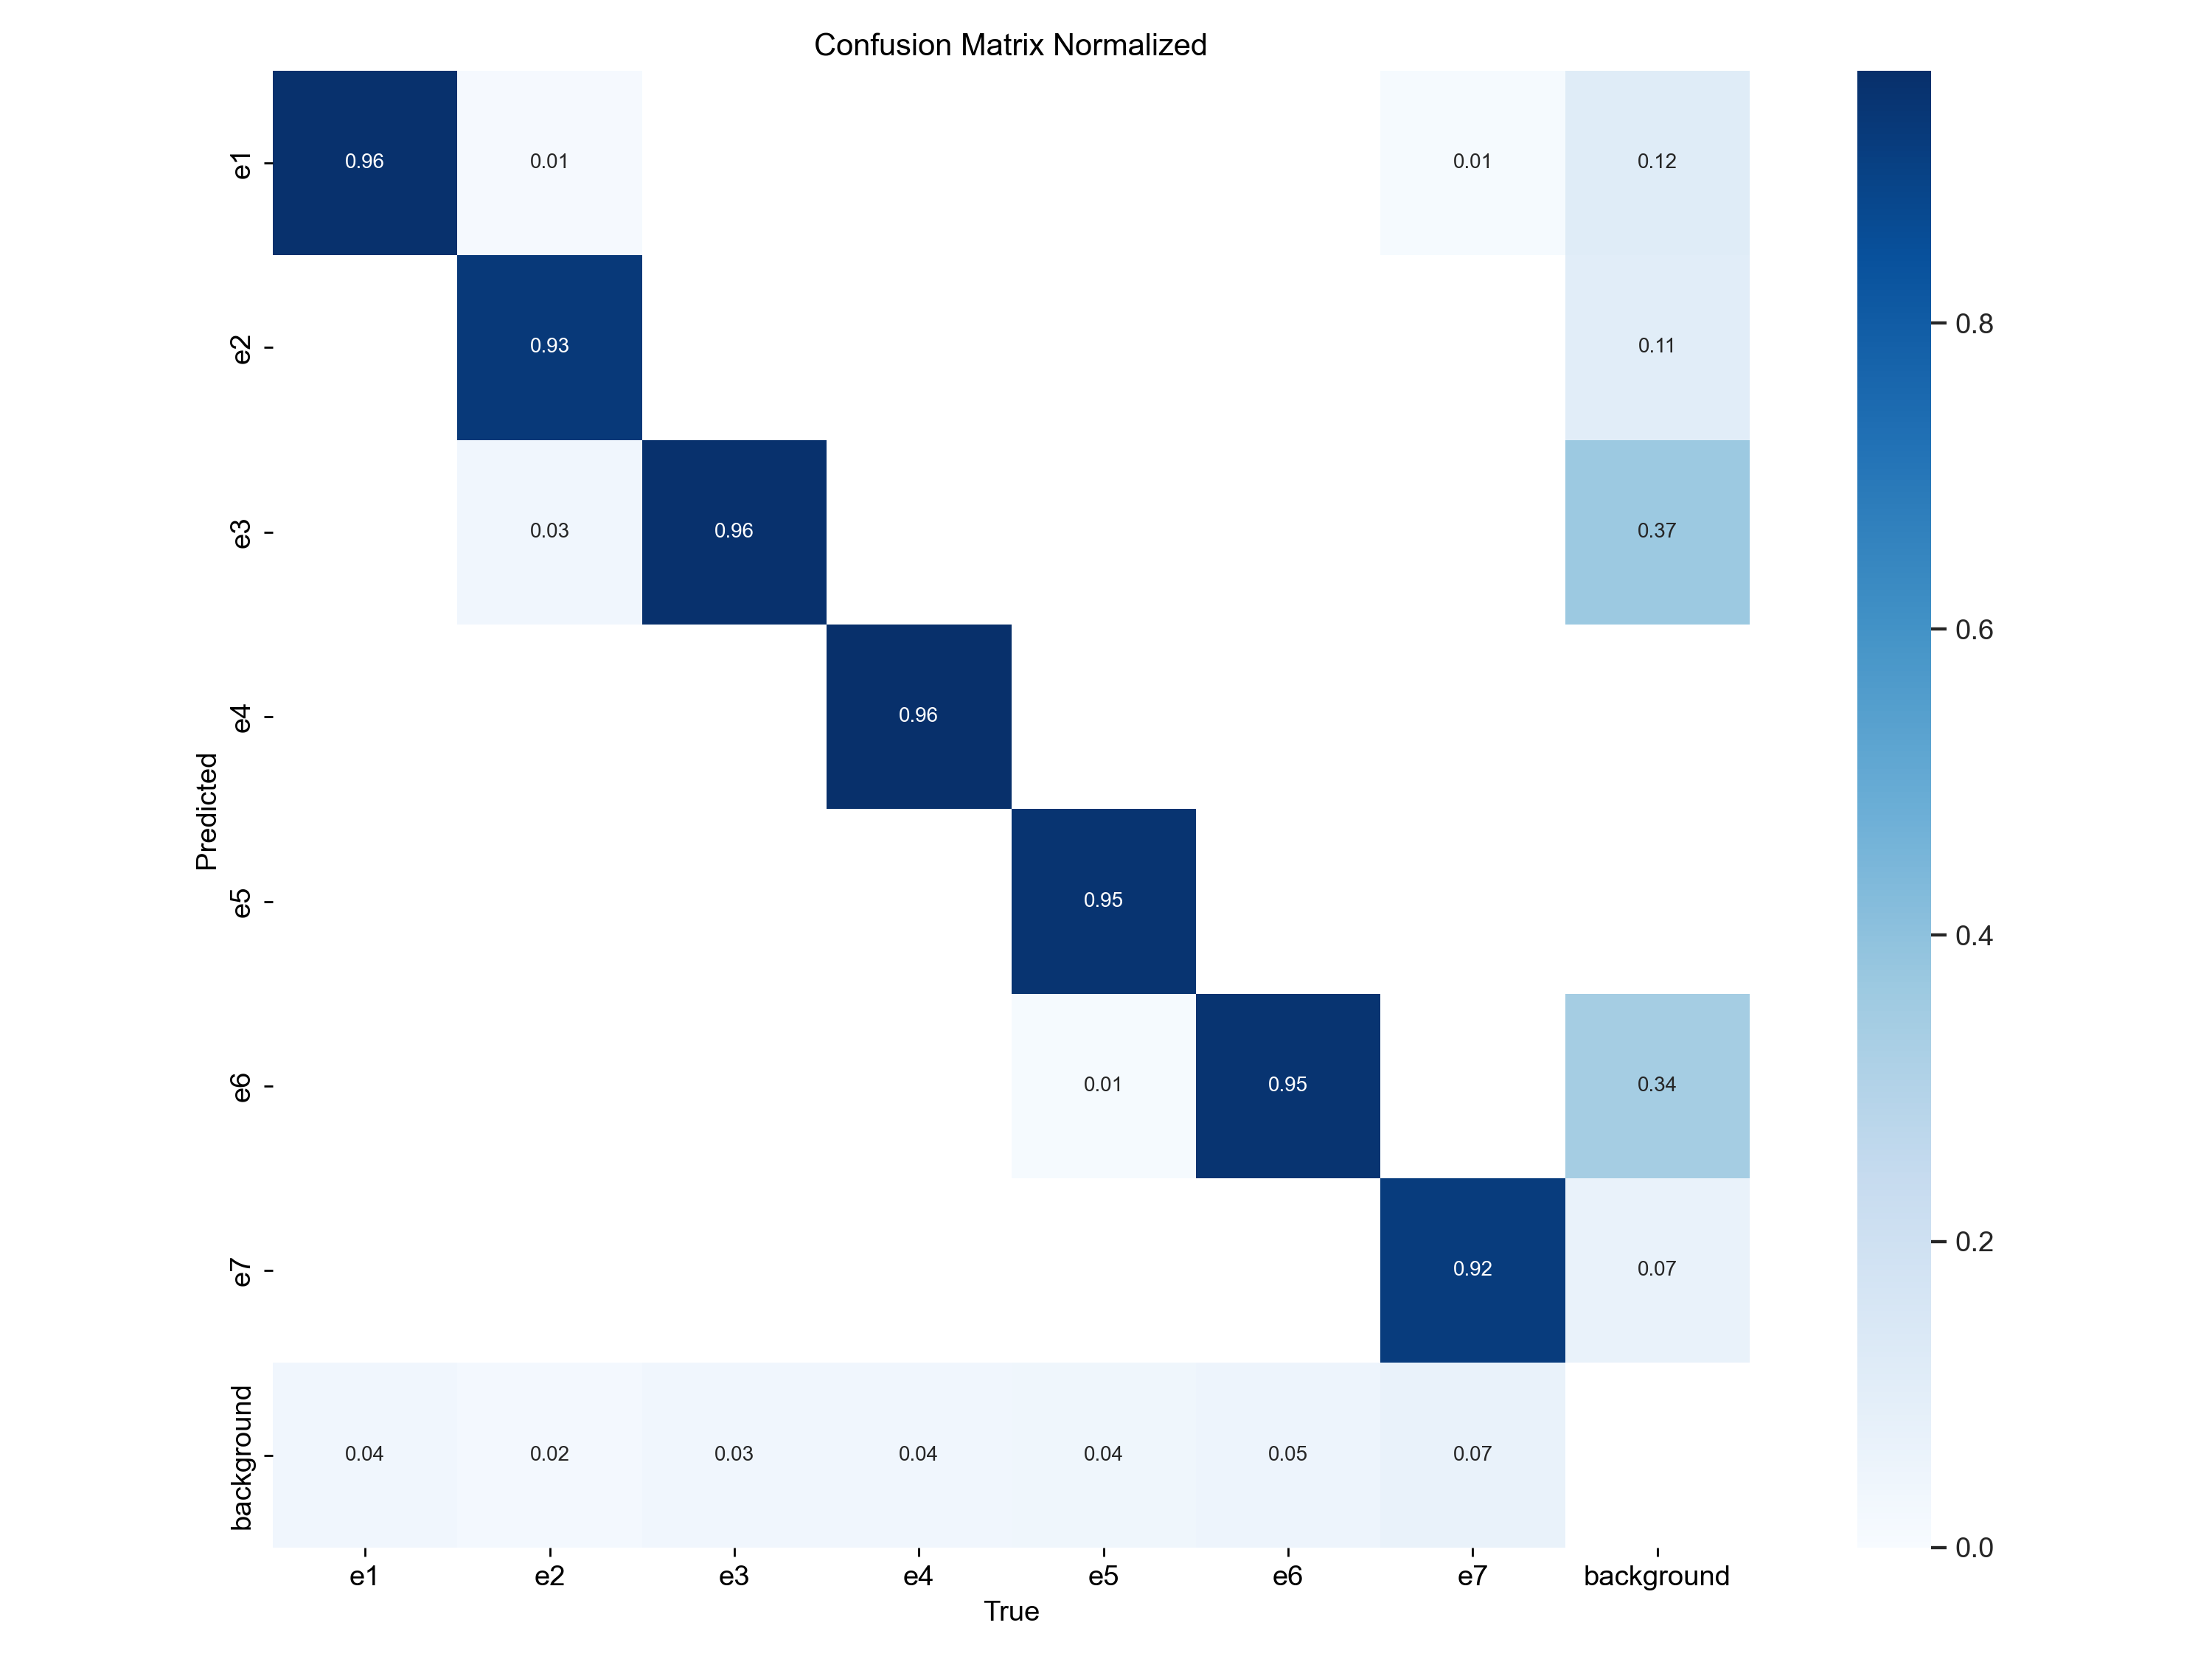 Confusion Matrix Normalized
e1 0.96 0.01 0.01 0.12
e2 0.93 0.11
0.8
e3 0.03 0.96 0.37
0.6
e4 0.96
Predicted
e5 0.95
0.4
e6 0.01 0.95 0.34
0.2
e7 0.92 0.07
background 0.04 0.02 0.03 0.04 0.04 0.05 0.07
0.0
e1 e2 e3 e4 e5 e6 e7 background
True